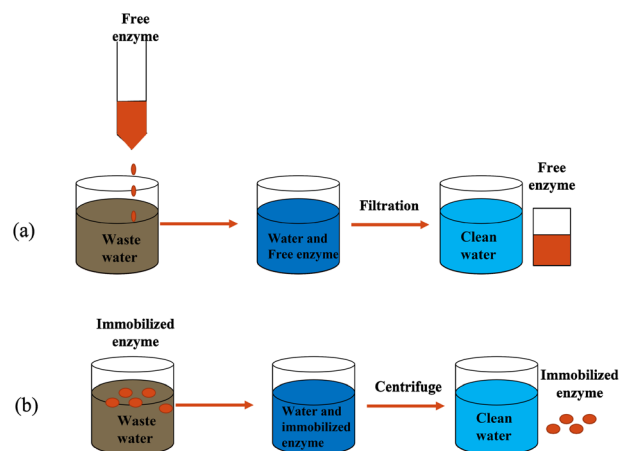 Free
enzyme
(a)
Waste
water
Water and
Free enzyme
Filtration
Clean
water
Free
enzyme
(b)
Immobilized
enzyme
Waste
water
Water and
immobilized
enzyme
Centrifuge
Clean
water
Immobilized
enzyme